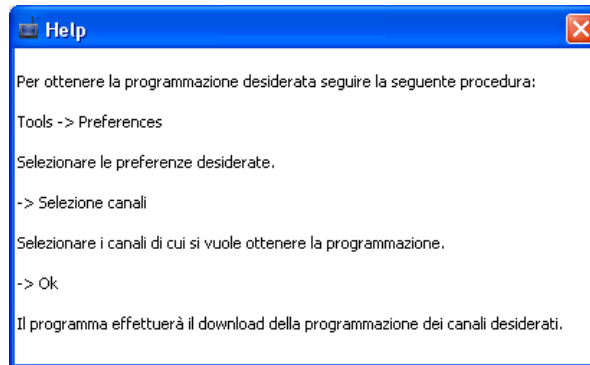 Help
Per ottenere la programmazione desiderata seguire la seguente procedura:
Tools -> Preferences
Selezionare le preferenze desiderate.
-> Selezione canali
Selezionare i canali di cui si vuole ottenere la programmazione.
-> Ok
Il programma effettuerà il download della programmazione dei canali desiderati.